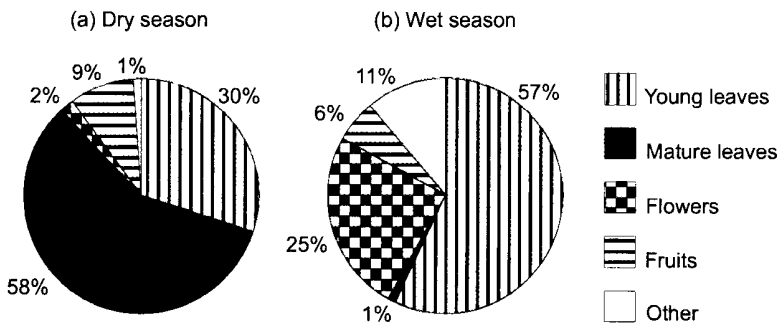 (a) Dry season
(b) Wet season
9%
1%
2%
30%
58%
11%
57%
6%
25%
1%
Young leaves
Mature leaves
Flowers
Fruits
Other